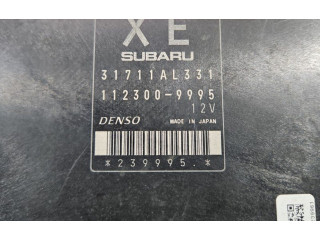 XE
SUBARU
31711AL331
112300-9995
12V
DENSO MADE IN JAPAN
*239995.*